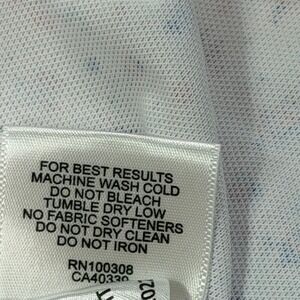 FOR BEST RESULTS
MACHINE WASH COLD
DO NOT BLEACH
TUMBLE DRY LOW
NO FABRIC SOFTENERS
DO NOT DRY CLEAN
DO NOT IRON
RN100308
CA40339